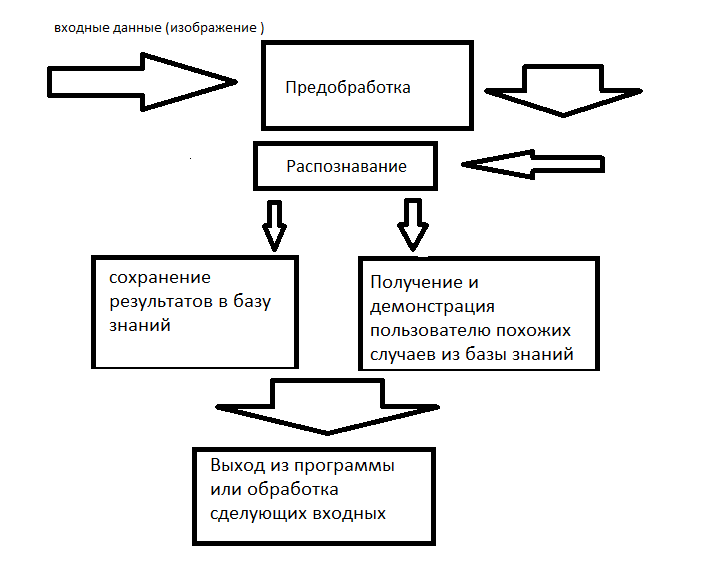 входные данные (изображение )
Предобработка
Распознавание
сохранение
результатов в базу
знаний
Получение и
демонстрация
пользователю похожих
случаев из базы знаний
Выход из программы
или обработка
сделующих входных